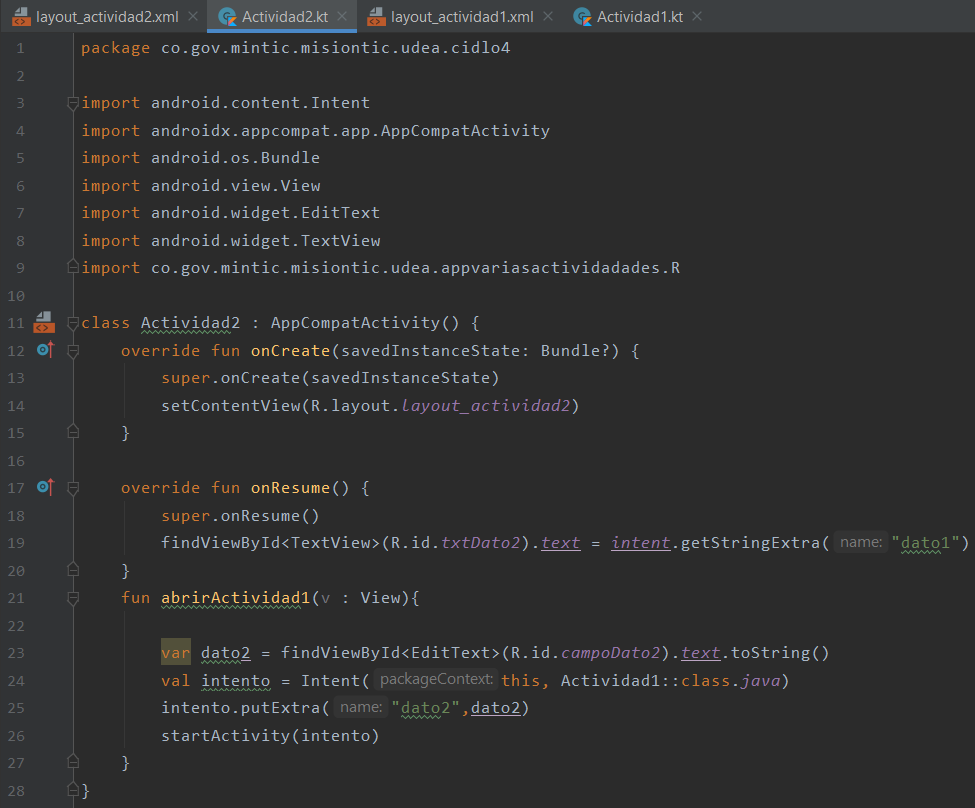 layout_actividad2.xml Actividad2.kt layout_actividad1.xml Actividad1.kt
1 package co.gov.mintic.misiontic.udea.cidlo4
2
3 import android.content.Intent
4 import androidx.appcompat.app.AppCompatActivity
5 import android.os.Bundle
6 import android.view.View
7 import android.widget.EditText
8 import android.widget.TextView
9 import co.gov.mintic.misiontic.udea.appvariasactividadades.R
10
11 class Actividad2 : AppCompatActivity() {
12 override fun onCreate(savedInstanceState: Bundle?) {
13 super.onCreate(savedInstanceState)
14 setContentView(R.layout.layout_actividad2)
15 }
16
17 override fun onResume() {
18 super.onResume()
19 findViewById<TextView>(R.id.txtDato2).text = intent.getStringExtra( name: "dato1")
20 }
21 fun abrirActividad1(v : View){
22
23 var dato2 = findViewById<EditText>(R.id.campoDato2).text.toString()
24 val intento = Intent( packageContext: this, Actividad1::class.java)
25 intento.putExtra( name: "dato2",dato2)
26 startActivity(intento)
27 }
28 }